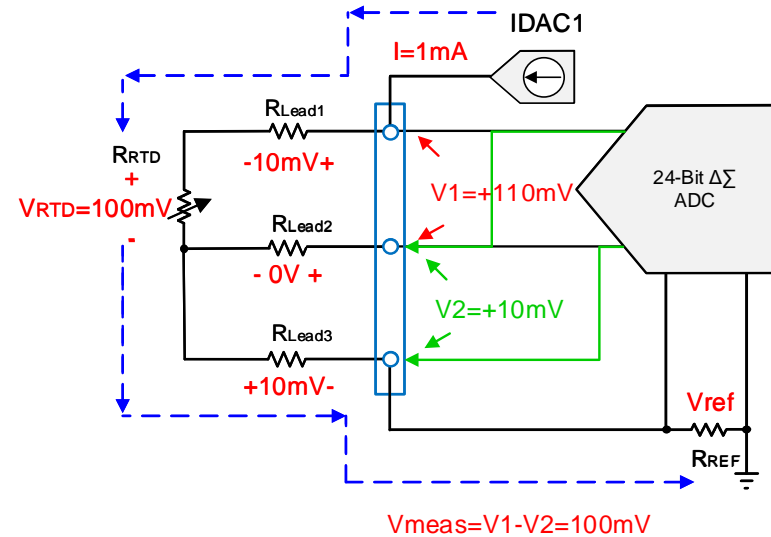 IDAC1
I=1mA
RLead1
-10mV+
RRTD
+
VRTD=100mV
-
V1=+110mV
24-Bit ΔΣ
ADC
RLead2
- 0V +
V2=+10mV
RLead3
+10mV-
Vref
RREF
Vmeas=V1-V2=100mV